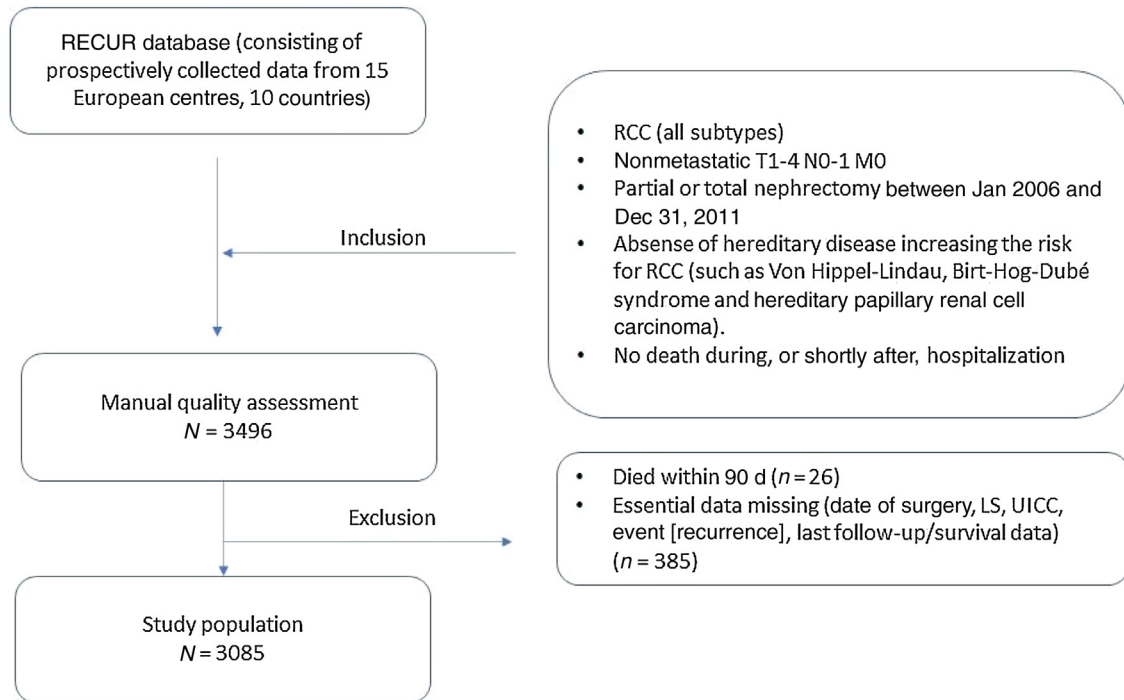 RECUR database (consisting of
prospectively collected data from 15
European centres, 10 countries)
• RCC (all subtypes)
• Nonmetastatic T1-4 N0-1 M0
• Partial or total nephrectomy between Jan 2006 and
Dec 31, 2011
• Absense of hereditary disease increasing the risk
for RCC (such as Von Hippel-Lindau, Birt-Hog-Dubé
syndrome and hereditary papillary renal cell
carcinoma).
• No death during, or shortly after, hospitalization
Inclusion
Manual quality assessment
N = 3496
• Died within 90 d (n = 26)
• Essential data missing (date of surgery, LS, UICC,
event [recurrence], last follow-up/survival data)
(n = 385)
Exclusion
Study population
N = 3085